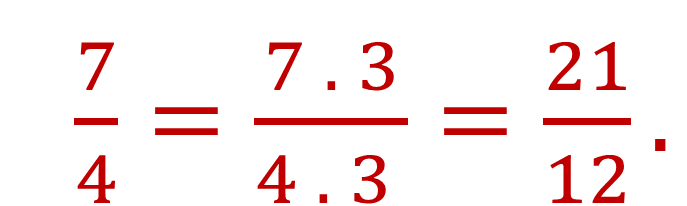 7/4 = 7 . 3/4 . 3 = 21/12 .